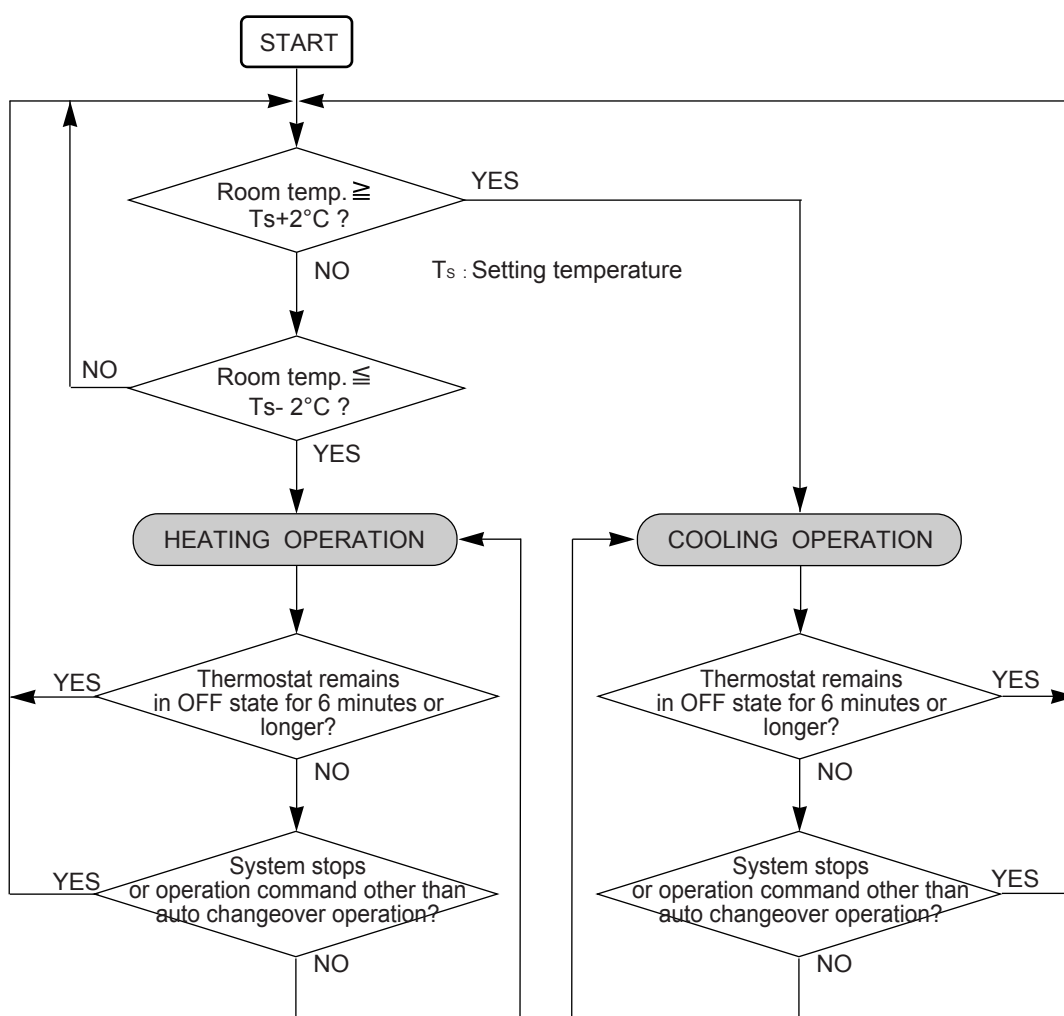 START
Room temp. ≧
Ts+2°C ?
YES
NO
Ts : Setting temperature
Room temp. ≦
Ts- 2°C ?
NO
YES
HEATING OPERATION
COOLING OPERATION
Thermostat remains
in OFF state for 6 minutes or
longer?
YES
NO
Thermostat remains
in OFF state for 6 minutes or
longer?
YES
NO
System stops
or operation command other than
auto changeover operation?
YES
NO
System stops
or operation command other than
auto changeover operation?
YES
NO